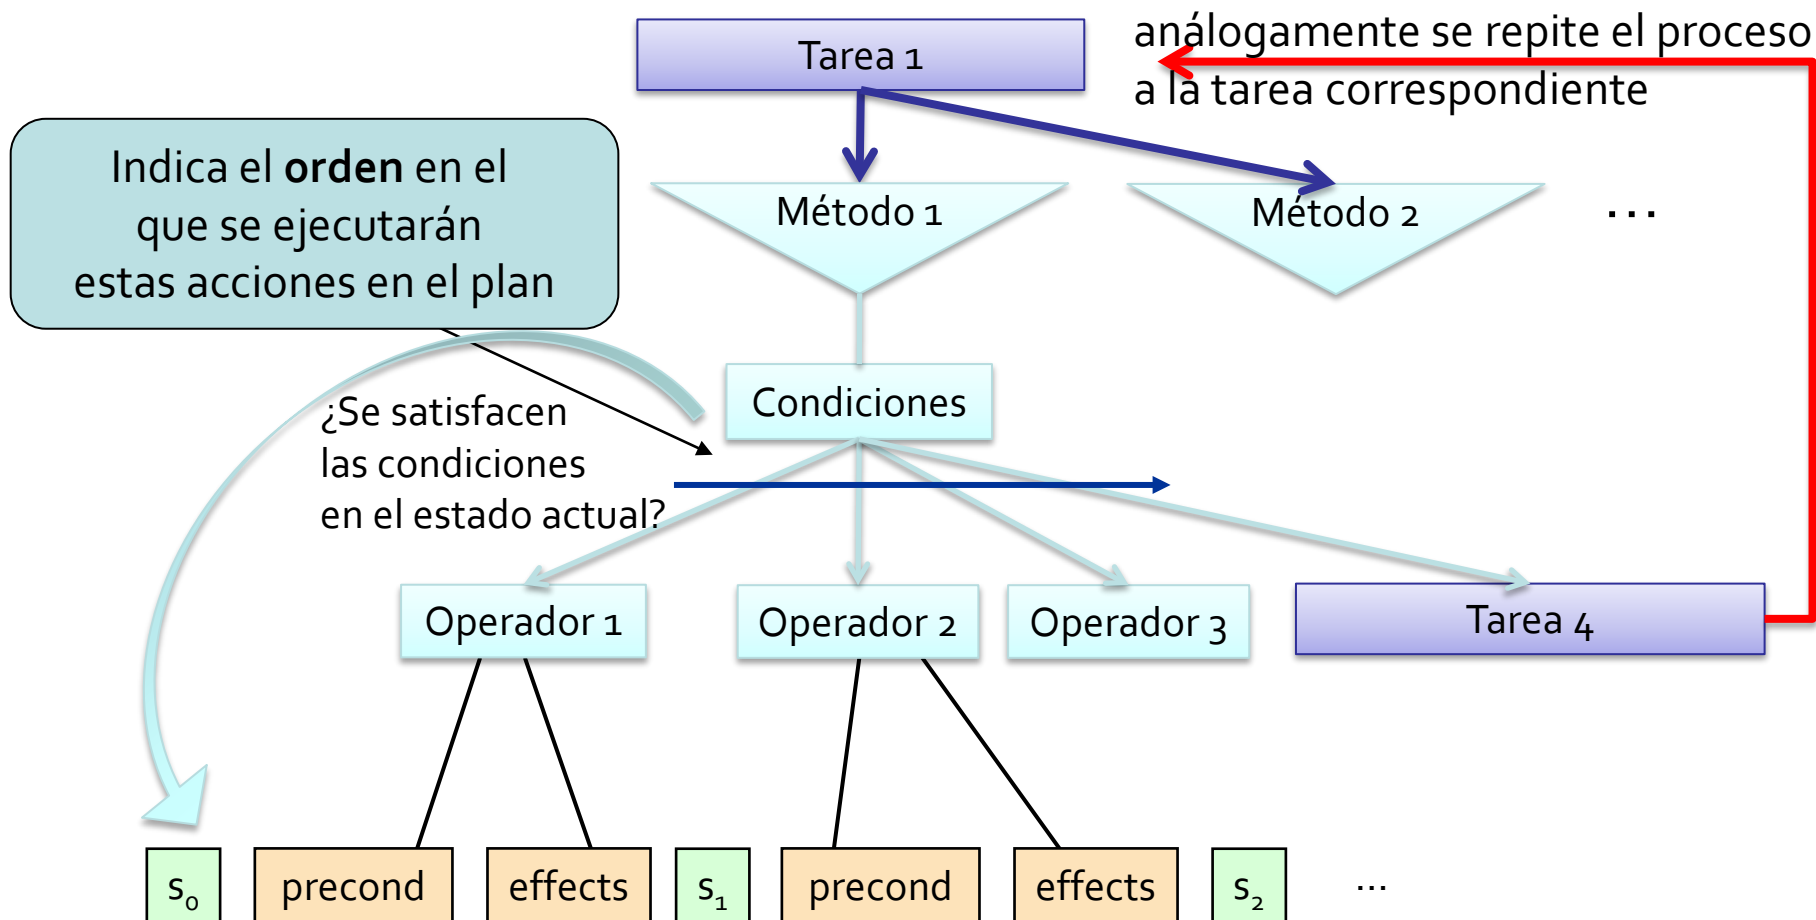 Tarea 1
análogamente se repite el proceso
a la tarea correspondiente
Indica el orden en el
que se ejecutarán
estas acciones en el plan
Método 1
Método 2
...
Condiciones
¿Se satisfacen
las condiciones
en el estado actual?
Operador 1
Operador 2
Operador 3
Tarea 4
s₀
precond
effects
s₁
precond
effects
s₂
...